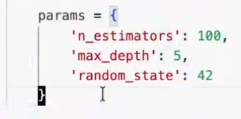 params = {
    'n_estimators': 100,
    'max_depth': 5,
    'random_state': 42
}